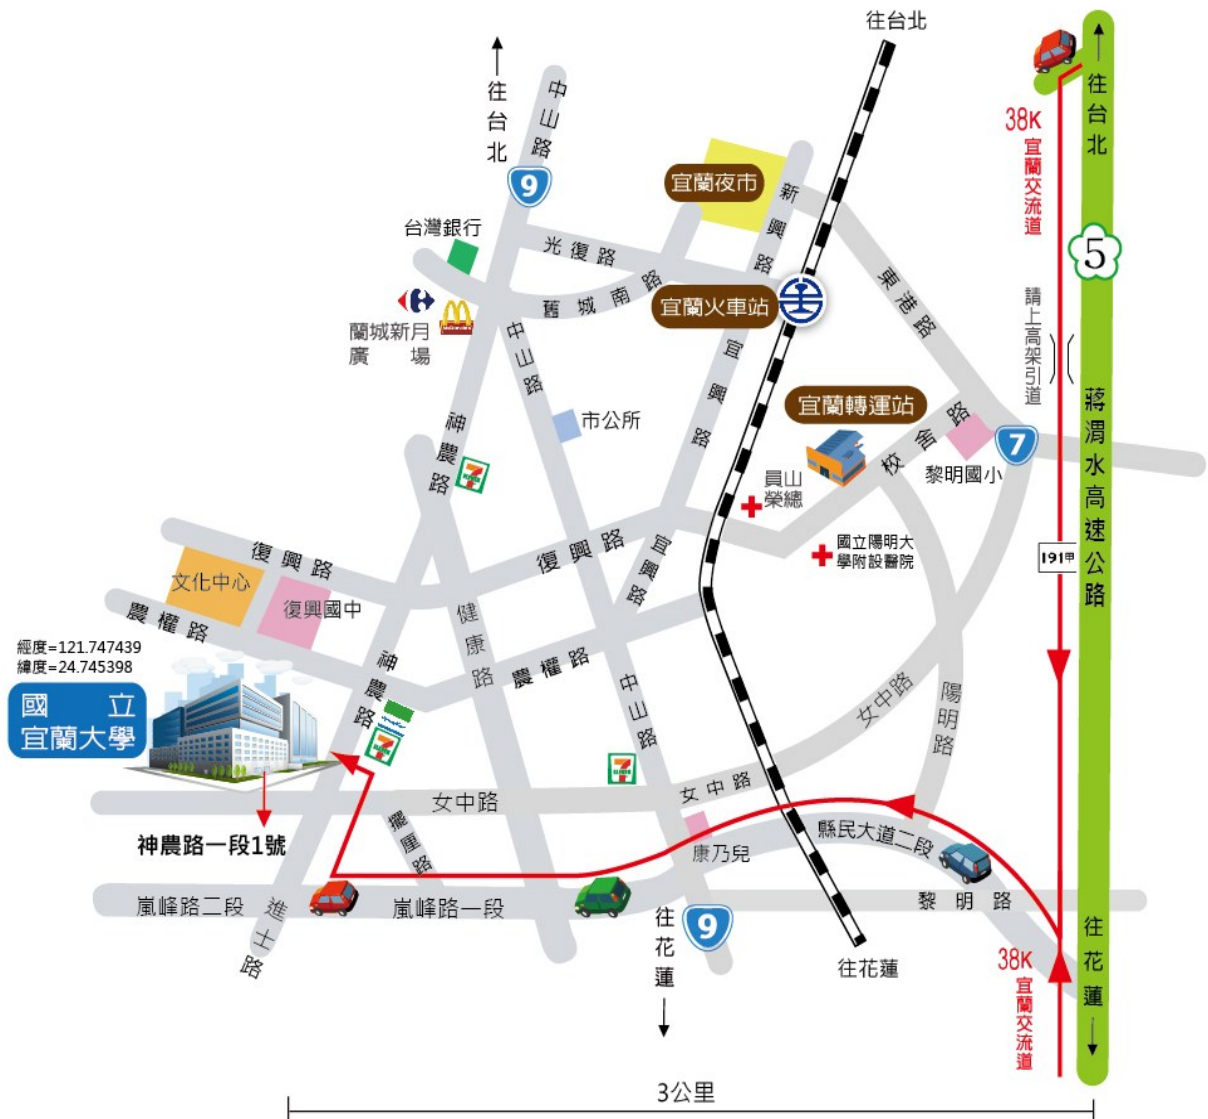 往台北
往台北
中山路
9
往台北
38K
宜蘭交流道
宜蘭夜市
新興路
台灣銀行
光復路
5
東港路
舊城南路
宜蘭火車站
請上高架引道
蘭城新月
廣場
中山路
宜興路
宜蘭轉運站
蔣渭水高速公路
市公所
神農路
校舍路
7
黎明國小
7
ELEVEN
員山
榮總
復興路
復興路
宜興路
國立陽明大
學附設醫院
191甲
文化中心
復興國中
農權路
健康路
經度=121.747439
緯度=24.745398
農權路
神農路
國立
宜蘭大學
中山路
女中路
陽明路
7
ELEVEN
7
ELEVEN
女中路
女中路
擺厘路
神農路一段1號
康乃兒
縣民大道二段
嵐峰路二段
進士路
嵐峰路一段
黎明路
往花蓮
9
往花蓮
往花蓮
38K
宜蘭交流道
3公里